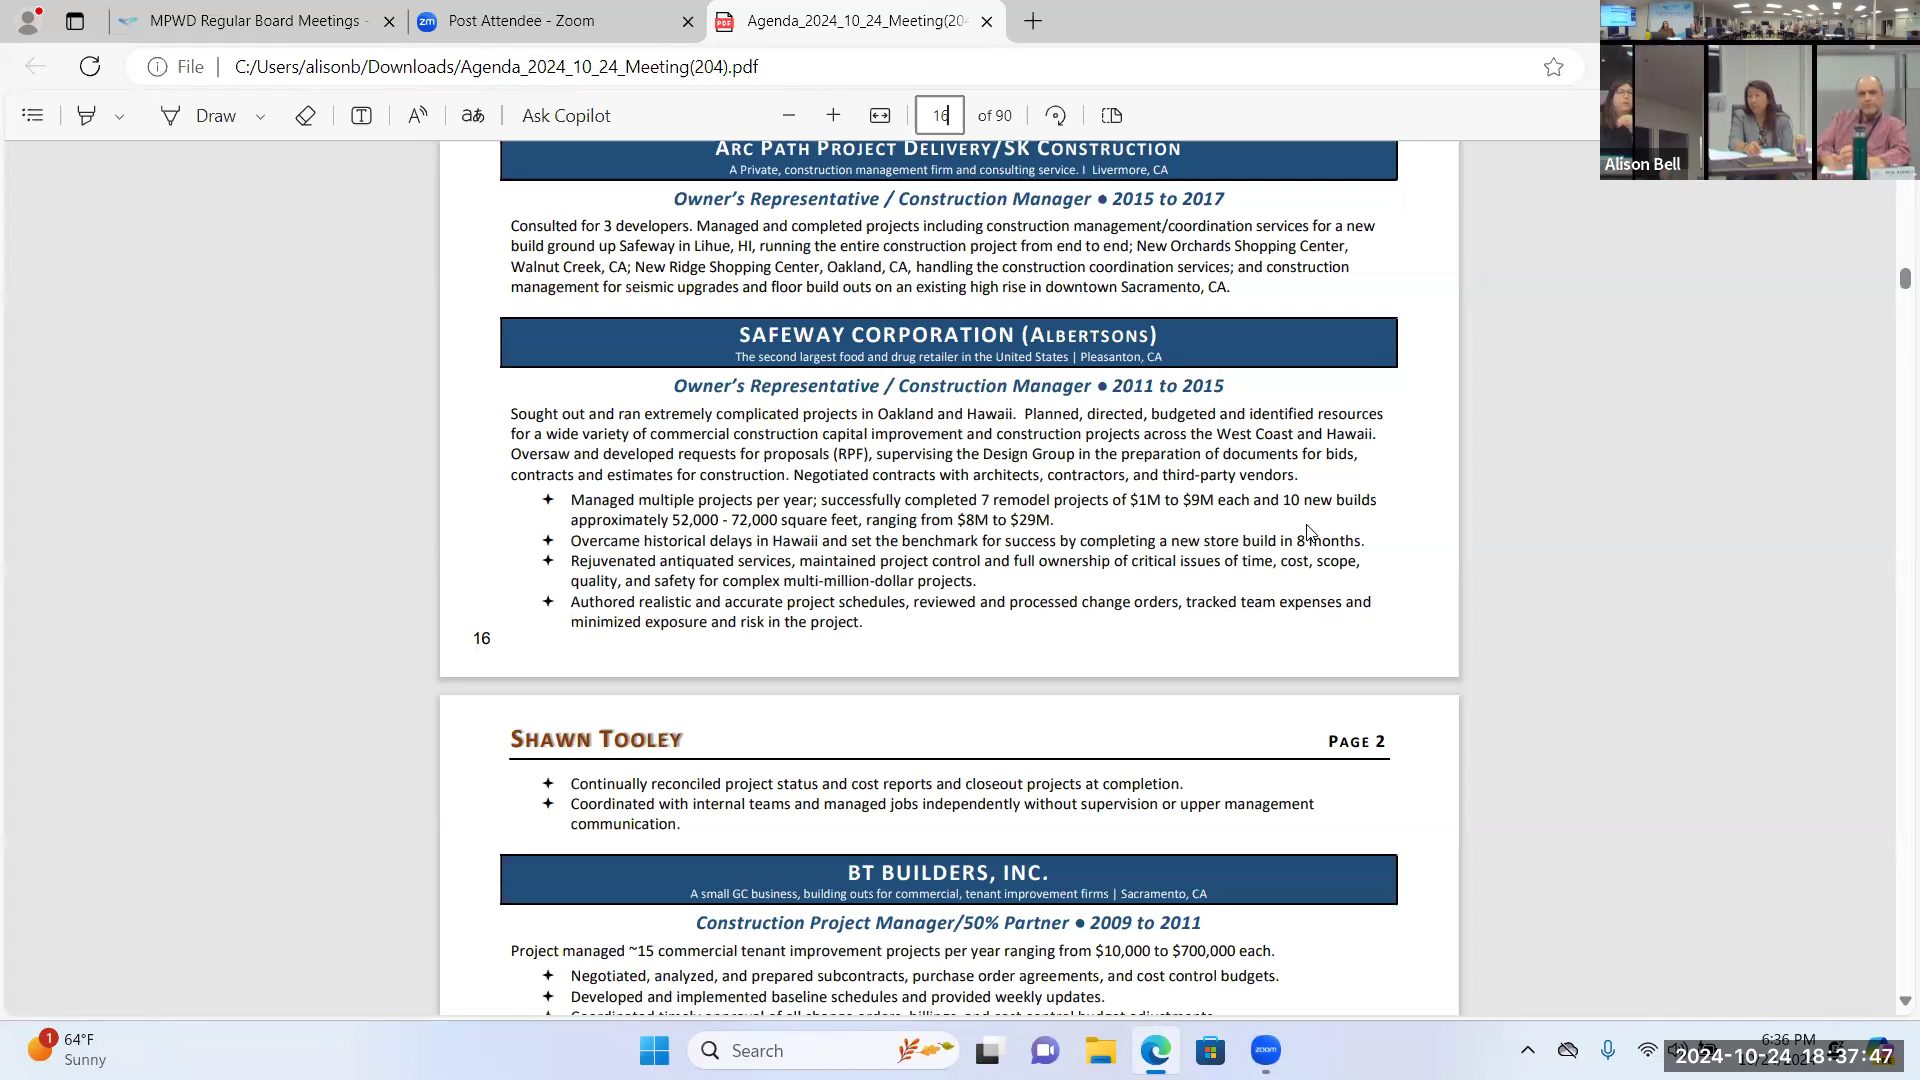 MPWD Regular Board Meetings -
zm Post Attendee - Zoom
PDF Agenda_2024_10_24_Meeting(204
File
C:/Users/alisonb/Downloads/Agenda_2024_10_24_Meeting(204).pdf
Draw
Ask Copilot
16 of 90
Alison Bell
ARC PATH PROJECT DELIVERY/SK CONSTRUCTION
A Private, construction management firm and consulting service. I Livermore, CA
Owner's Representative / Construction Manager ● 2015 to 2017
Consulted for 3 developers. Managed and completed projects including construction management/coordination services for a new
build ground up Safeway in Lihue, HI, running the entire construction project from end to end; New Orchards Shopping Center,
Walnut Creek, CA; New Ridge Shopping Center, Oakland, CA, handling the construction coordination services; and construction
management for seismic upgrades and floor build outs on an existing high rise in downtown Sacramento, CA.
SAFEWAY CORPORATION (ALBERTSONS)
The second largest food and drug retailer in the United States | Pleasanton, CA
Owner's Representative / Construction Manager ● 2011 to 2015
Sought out and ran extremely complicated projects in Oakland and Hawaii. Planned, directed, budgeted and identified resources
for a wide variety of commercial construction capital improvement and construction projects across the West Coast and Hawaii.
Oversaw and developed requests for proposals (RPF), supervising the Design Group in the preparation of documents for bids,
contracts and estimates for construction. Negotiated contracts with architects, contractors, and third-party vendors.
Managed multiple projects per year; successfully completed 7 remodel projects of $1M to $9M each and 10 new builds
approximately 52,000 - 72,000 square feet, ranging from $8M to $29M.
Overcame historical delays in Hawaii and set the benchmark for success by completing a new store build in 8 months.
Rejuvenated antiquated services, maintained project control and full ownership of critical issues of time, cost, scope,
quality, and safety for complex multi-million-dollar projects.
Authored realistic and accurate project schedules, reviewed and processed change orders, tracked team expenses and
minimized exposure and risk in the project.
16
SHAWN TOOLEY
PAGE 2
Continually reconciled project status and cost reports and closeout projects at completion.
Coordinated with internal teams and managed jobs independently without supervision or upper management
communication.
BT BUILDERS, INC.
A small GC business, building outs for commercial, tenant improvement firms | Sacramento, CA
Construction Project Manager/50% Partner ● 2009 to 2011
Project managed ~15 commercial tenant improvement projects per year ranging from $10,000 to $700,000 each.
Negotiated, analyzed, and prepared subcontracts, purchase order agreements, and cost control budgets.
Developed and implemented baseline schedules and provided weekly updates.
1
64°F
Sunny
Search
zoom
6:36 PM
2024-10-24 18:37:47